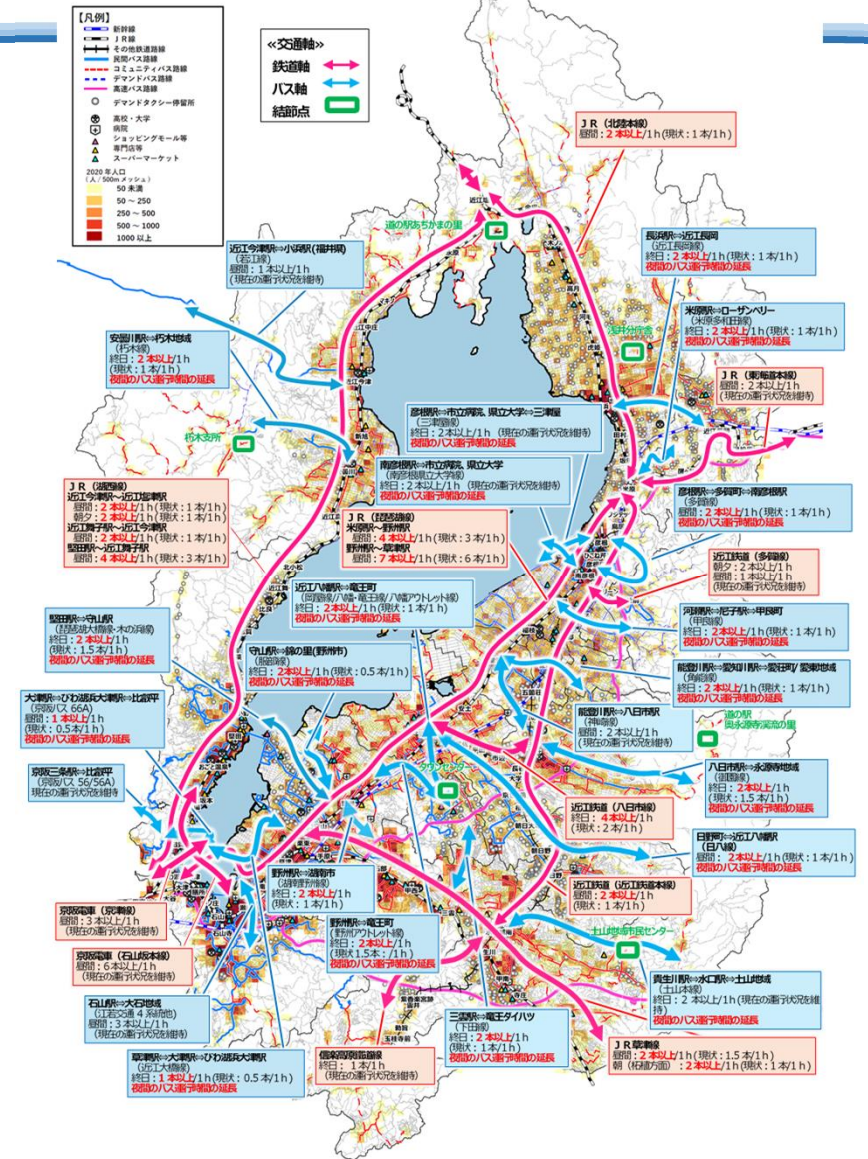 【凡例】
新幹線
ＪＲ線
その他鉄道路線
民間バス路線
コミュニティバス路線
デマンドバス路線
高速バス路線
デマンドタクシー停留所
高校・大学
病院
ショッピングモール等
専門店等
スーパーマーケット
2020年人口
（人/500mメッシュ）
50未満
50～250
250～500
500～1000
1000以上
≪交通軸≫
鉄道軸
バス軸
結節点
ＪＲ（北陸本線）
昼間：2本以上/1h(現状：1本/1h)
道の駅あぢかまの里
近江今津駅⇔小浜駅(福井県)
（若江線）
昼間：1本以上/1h
(現在の運行状況を維持)
長浜駅⇔近江長岡
（近江長岡線）
終日：2本以上/1h(現状：1本/1h)
夜間のバス運行時間の延長
米原駅⇔ローザンベリー
（米原多和田線）
終日：2本以上/1h(現状：1本/1h)
夜間のバス運行時間の延長
浅井分庁舎
安曇川駅⇔朽木地域
（朽木線）
終日：2本以上/1h
(現状：1本/1h)
夜間のバス運行時間の延長
ＪＲ（東海道本線）
昼間：2本以上/1h
(現在の運行状況を維持)
朽木支所
彦根駅⇔市立病院、県立大学⇔三津屋
（三津屋線）
終日：2本以上/1h (現在の運行状況を維持)
夜間のバス運行時間の延長
南彦根駅⇔市立病院、県立大学
（南彦根県立大学線）
終日：2本以上/1h (現在の運行状況を維持)
夜間のバス運行時間の延長
ＪＲ（湖西線）
近江今津駅～近江塩津駅
昼間：2本以上/1h(現状：1本/1h)
朝夕：2本以上/1h(現状：1本/1h)
近江舞子駅～近江今津駅
昼間：2本以上/1h(現状：1本/1h)
堅田駅～近江舞子駅
昼間：4本以上/1h(現状：3本/1h)
ＪＲ（琵琶湖線）
米原駅～野洲駅
昼間：4本以上/1h(現状：3本/1h)
野洲駅～草津駅
昼間：7本以上/1h(現状：6本/1h)
彦根駅⇔多賀町⇔南彦根駅
（多賀線）
昼間：2本以上/1h(現状：1本/1h)
夜間のバス運行時間の延長
近江鉄道（多賀線）
朝夕：2本以上/1h
昼間：1本以上/1h
(現在の運行状況を維持)
近江八幡駅⇔竜王町
（岡屋線/八幡・竜王線/八幡アウトレット線）
終日：2本以上/1h(現状：1本/1h)
夜間のバス運行時間の延長
河瀬駅⇔尼子駅⇔甲良町
（甲良線）
終日：2本以上/1h(現状：1本/1h)
夜間のバス運行時間の延長
堅田駅⇔守山駅
（琵琶湖大橋線・木の浜線）
終日：2本以上/1h
(現状：1.5本/1h)
夜間のバス運行時間の延長
守山駅⇔錦の里(野洲市)
（服部線）
終日：2本以上/1h(現状：0.5本/1h)
夜間のバス運行時間の延長
能登川駅⇔愛知川駅⇔愛荘町/愛東地域
（角能線）
終日：2本以上/1h(現状：1本/1h)
夜間のバス運行時間の延長
大津駅⇔びわ湖浜大津駅⇔比叡平
（京阪バス 66A）
昼間：1本以上/1h
(現状：0.5本/1h)
夜間のバス運行時間の延長
能登川駅⇔八日市駅
（神崎線）
昼間：2本以上/1h
(現在の運行状況を維持)
道の駅
奥永源寺渓流の里
京阪三条駅⇔比叡平
（京阪バス 56/56A）
現在の運行状況を維持
タウンセンター
八日市駅⇔永源寺地域
（御園線）
終日：2本以上/1h
(現状：1.5本/1h)
夜間のバス運行時間の延長
近江鉄道（八日市線）
終日：4本以上/1h
(現状：2本/1h)
日野町⇔近江八幡駅
（日八線）
昼間：2本以上/1h(現状：1本/1h)
夜間のバス運行時間の延長
野洲駅⇔湖南市
（湖南野洲線）
終日：2本以上/1h
(現状：1本/1h)
近江鉄道（近江鉄道本線）
終日：2本以上/1h
(現状：1本/1h)
京阪電車（京津線）
昼間：3本以上/1h
(現在の運行状況を維持)
野洲駅⇔竜王町
（野洲アウトレット線）
終日：2本以上/1h
(現状1.5本：/1h)
夜間のバス運行時間の延長
土山地域市民センター
京阪電車（石山坂本線）
昼間：6本以上/1h
(現在の運行状況を維持)
貴生川駅⇔水口駅⇔土山地域
（土山本線）
終日：2本以上/1h(現在の運行状況を維
持)
夜間のバス運行時間の延長
石山駅⇔大石地域
（江若交通４系統他）
昼間：3本以上/1h
(現在の運行状況を維持)
三雲駅⇔竜王ダイハツ
（下田線）
終日：2本以上/1h
(現状：1本/1h)
夜間のバス運行時間の延長
ＪＲ草津線
昼間：2本以上/1h(現状：1.5本/1h)
朝（柘植方面）：2本以上/1h(現状：1本/1h)
草津駅⇔大津駅⇔びわ湖浜大津駅
（近江大橋線）
終日：1本以上/1h(現状：0.5本/1h)
夜間のバス運行時間の延長
信楽高原鐵道線
終日：1本/1h
(現在の運行状況を維持)